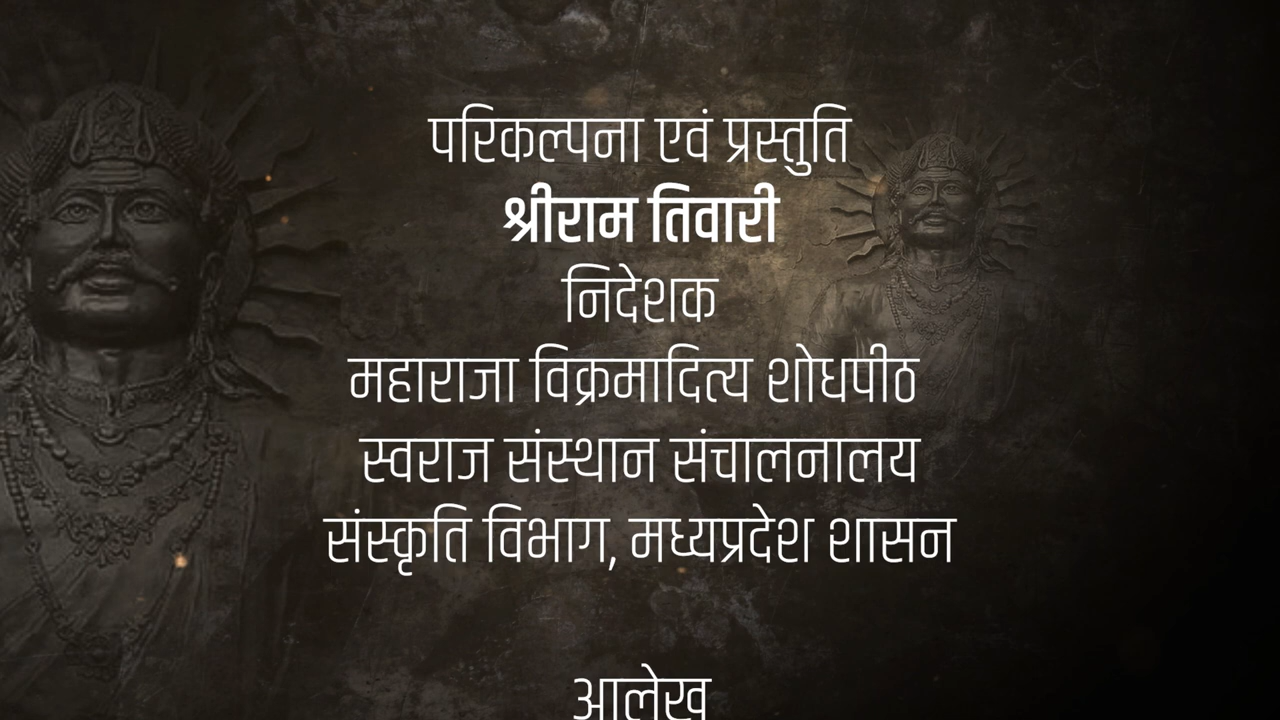 परिकल्पना एवं प्रस्तुति
श्रीराम तिवारी
निदेशक
महाराजा विक्रमादित्य शोधपीठ
स्वराज संस्थान संचालनालय
संस्कृति विभाग, मध्यप्रदेश शासन
आलेख